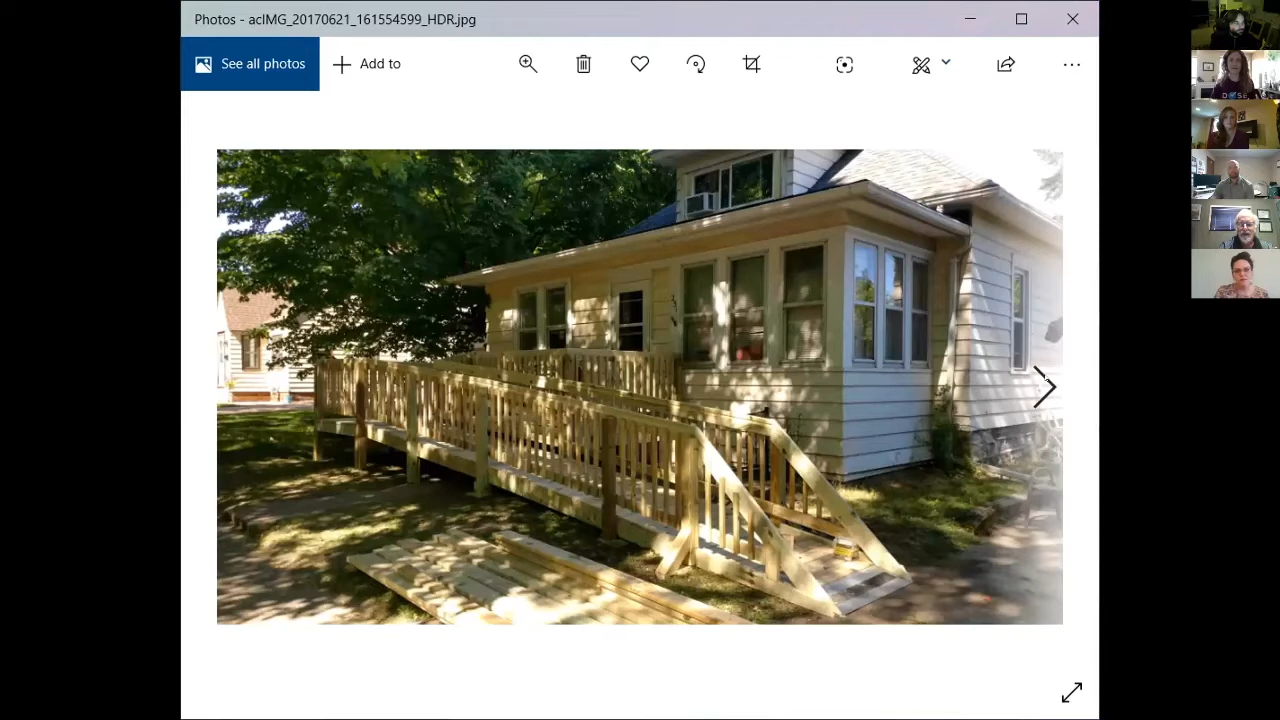 Photos - acIMG_20170621_161554599_HDR.jpg
See all photos
Add to